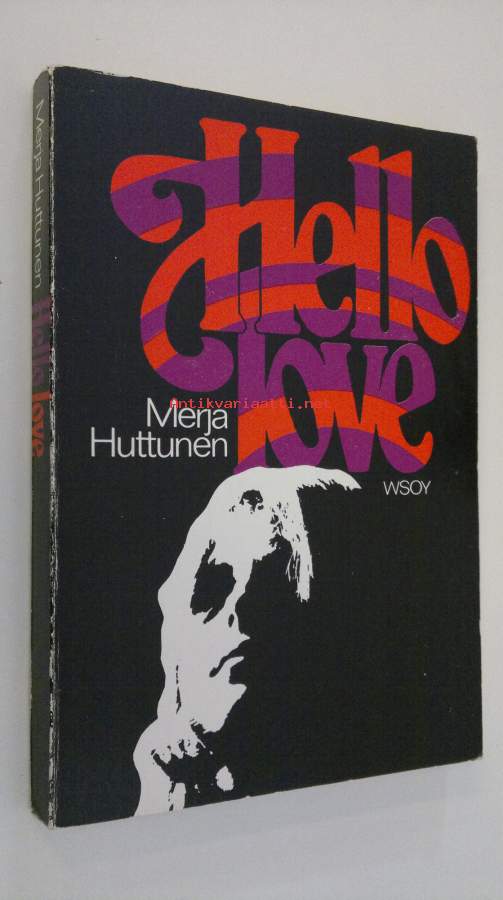 Merja Huttunen Hello love
Hello
love
Merja
Huttunen
WSOY
Antikvariaatti.net